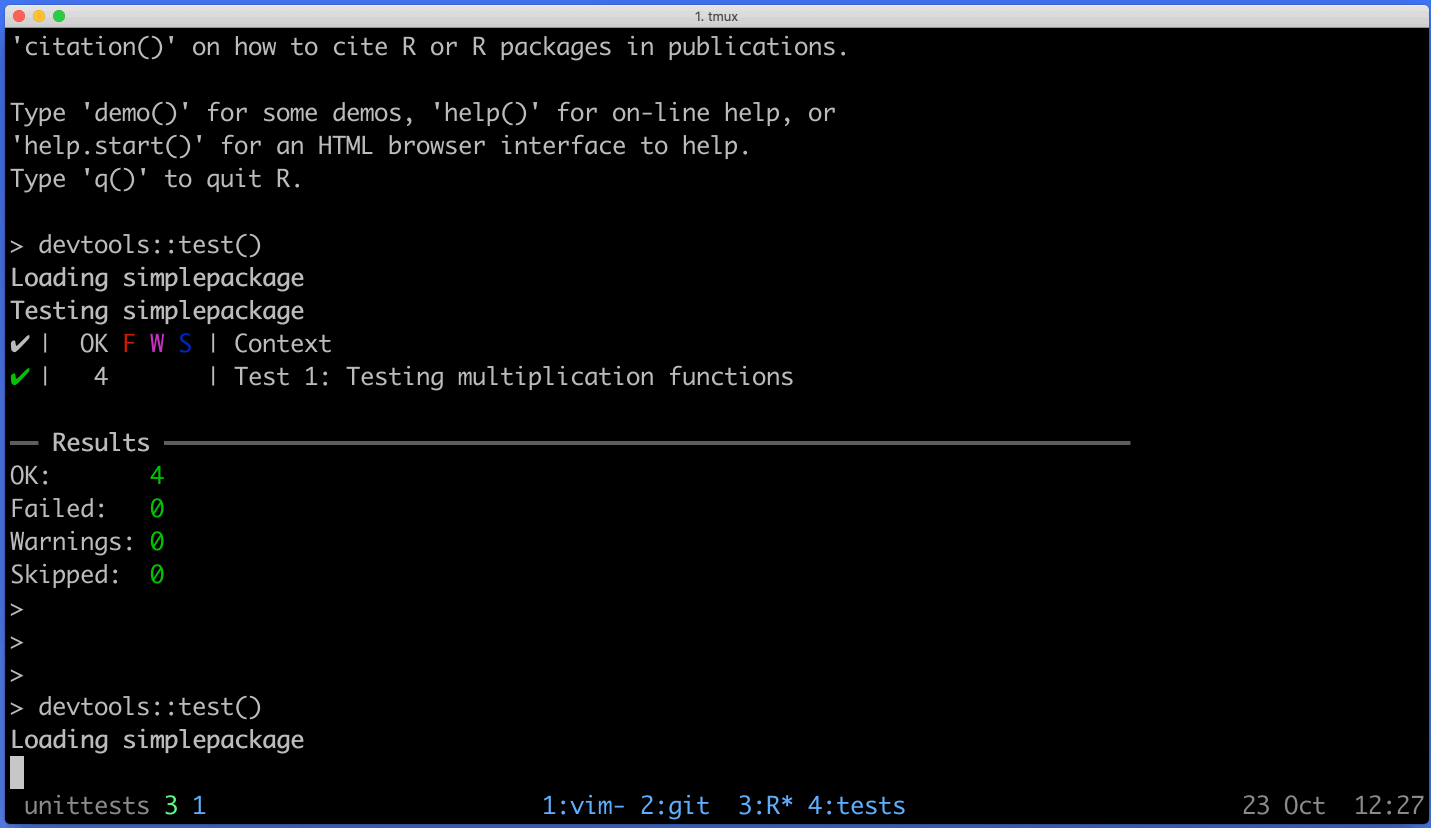 1. tmux
'citation()' on how to cite R or R packages in publications.
Type 'demo()' for some demos, 'help()' for on-line help, or
'help.start()' for an HTML browser interface to help.
Type 'q()' to quit R.
> devtools::test()
Loading simplepackage
Testing simplepackage
✔ |  OK F W S | Context
✔ |   4       | Test 1: Testing multiplication functions
══ Results ═════════════════════════════════════════════════════════════════════
OK:       4
Failed:   0
Warnings: 0
Skipped:  0
>
>
>
> devtools::test()
Loading simplepackage
unittests 3 1 1:vim- 2:git  3:R* 4:tests 23 Oct  12:27